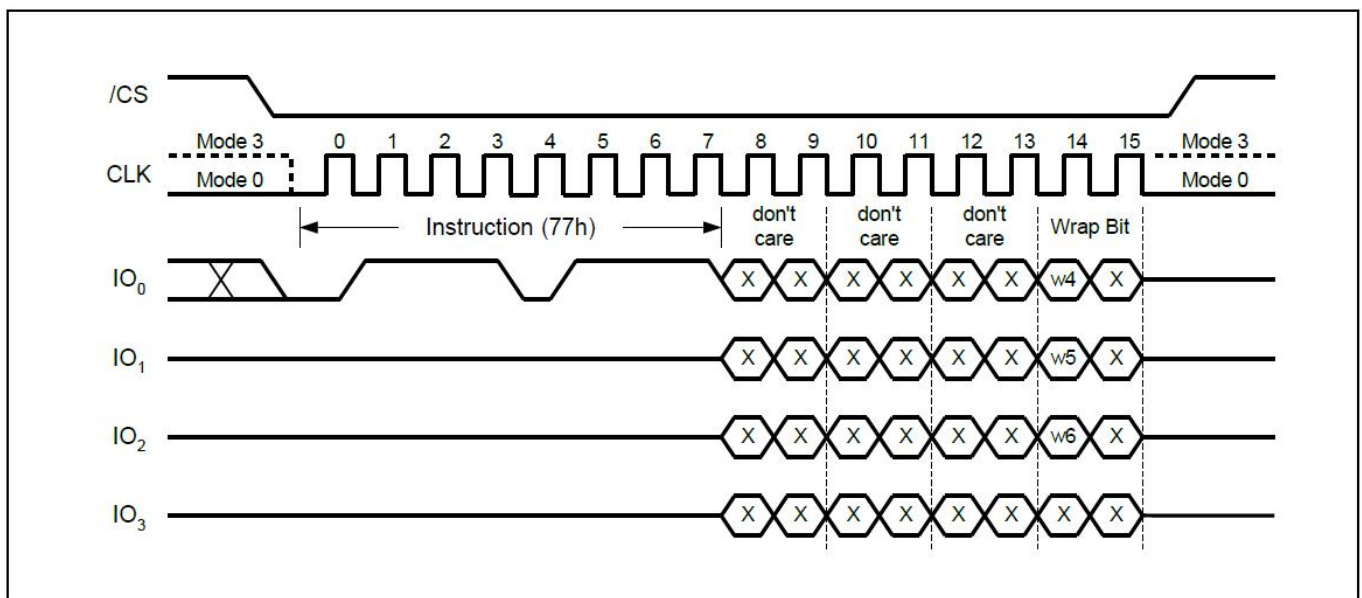 /CS
Mode 3 0 1 2 3 4 5 6 7 8 9 10 11 12 13 14 15 Mode 3
CLK
Mode 0 Mode 0
Instruction (77h) don't care don't care don't care Wrap Bit
IO0 X X X X X X w4 X
IO1 X X X X X X w5 X
IO2 X X X X X X w6 X
IO3 X X X X X X X X